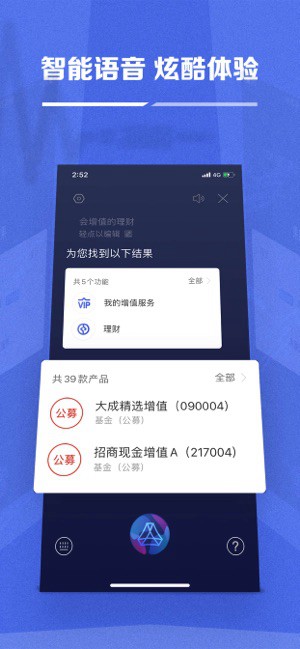 智能语音 炫酷体验
2:52
4G
会增值的理财
轻点以编辑
为您找到以下结果
共5个功能 全部
VIP 我的增值服务
理财
共39款产品 全部
公募 大成精选增值（090004）
基金（公募）
公募 招商现金增值A（217004）
基金（公募）
?